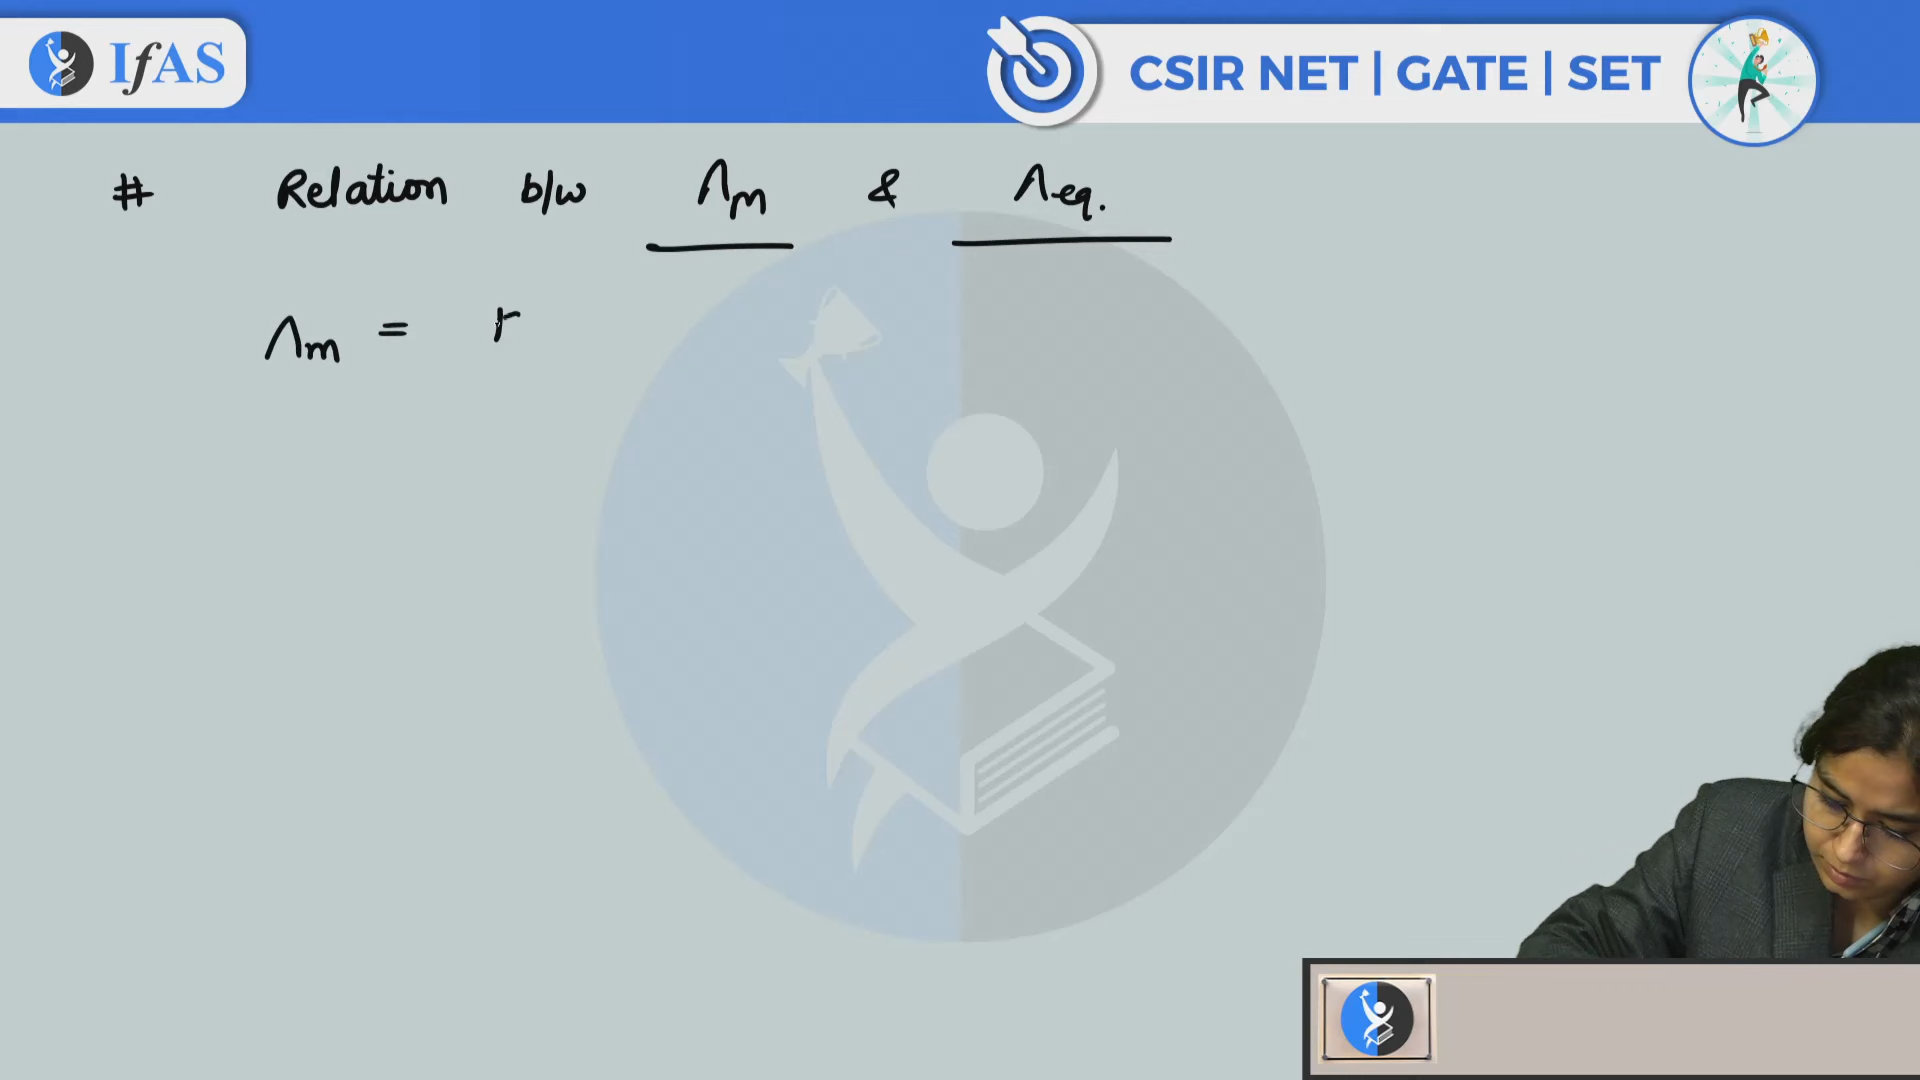 IfAS
CSIR NET | GATE | SET
# Relation b/w Λm & Λeq.
Λm =